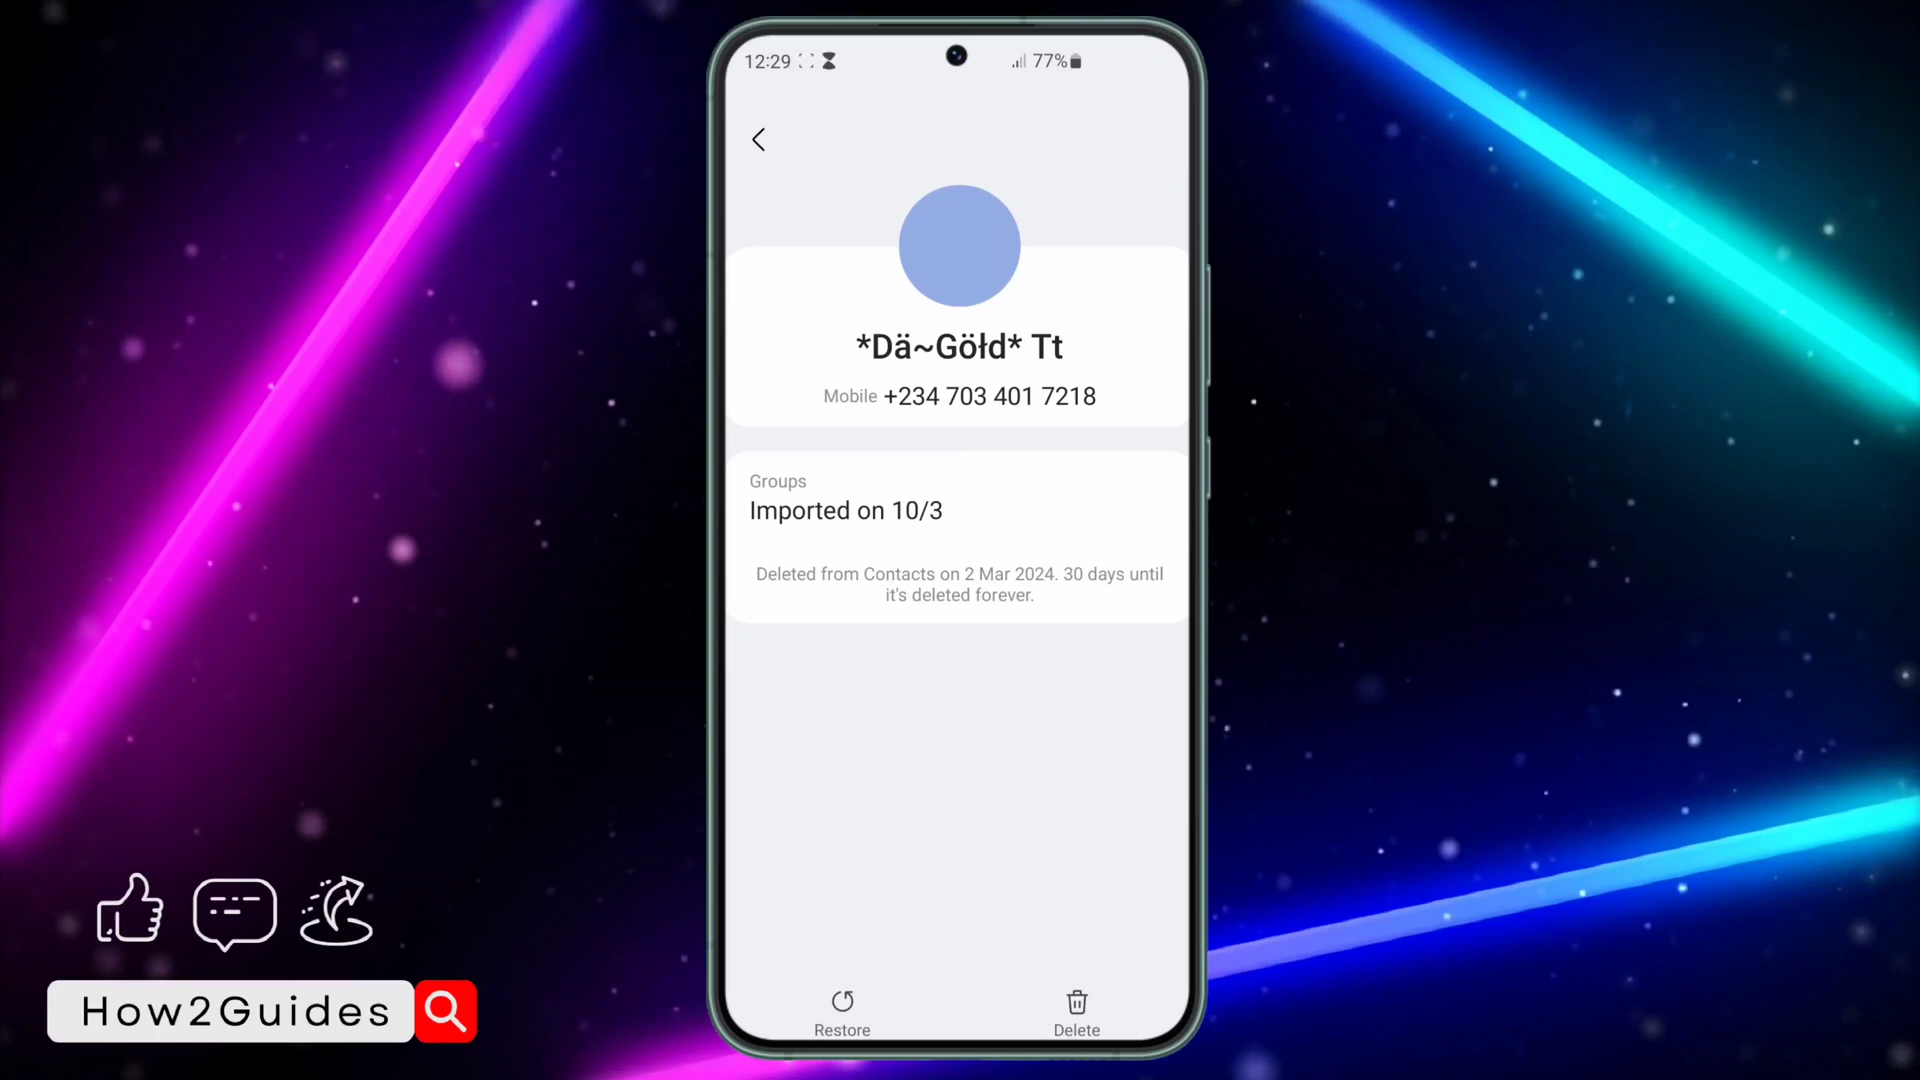 12:29
77%
*Dä~Göłd* Tt
Mobile +234 703 401 7218
Groups
Imported on 10/3
Deleted from Contacts on 2 Mar 2024. 30 days until
it's deleted forever.
Restore
Delete
How2Guides